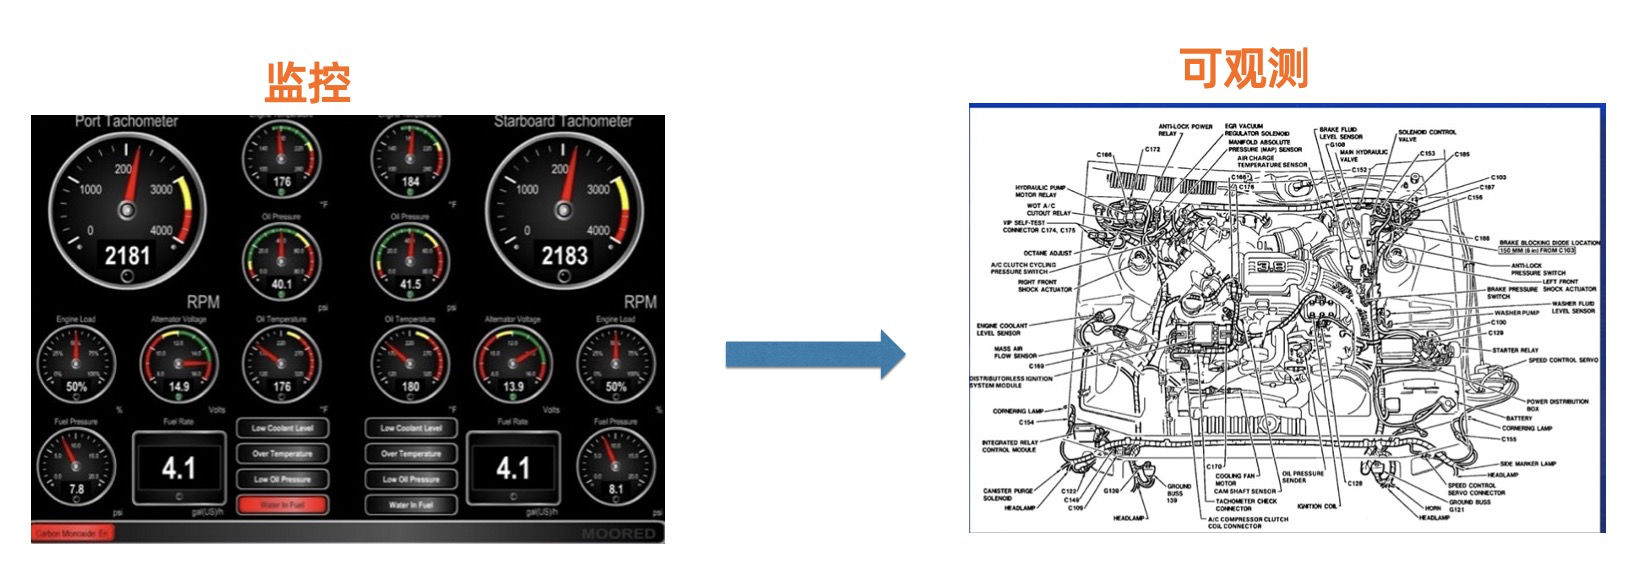 监控
可观测
Port Tachometer
Engine Temperature
Engine Temperature
Starboard Tachometer
0
1000
200
3000
4000
2181
RPM
176
°F
184
°F
0
1000
200
3000
4000
2183
RPM
Oil Pressure
40.1
psi
Oil Pressure
41.5
psi
Engine Load
50%
%
Alternator Voltage
14.9
Volts
Oil Temperature
176
°F
Oil Temperature
180
°F
Alternator Voltage
13.9
Volts
Engine Load
50%
%
Fuel Pressure
7.8
psi
Fuel Rate
4.1
gal(US)/h
Low Coolant Level
Over Temperature
Low Oil Pressure
Water In Fuel
Low Coolant Level
Over Temperature
Low Oil Pressure
Water In Fuel
Fuel Rate
4.1
gal(US)/h
Fuel Pressure
8.1
psi
Carbon Monoxide En
MOORED
ANTI-LOCK POWER
RELAY
EGR VACUUM
REGULATOR SOLENOID
MANIFOLD ABSOLUTE
PRESSURE (MAP) SENSOR
AIR CHARGE
TEMPERATURE SENSOR
BRAKE FLUID
LEVEL SENSOR
G108
MAIN HYDRAULIC
VALVE
SOLENOID CONTROL
VALVE
C166
C172
C168
C176
C152
C153
C185
C103
C187
C156
HYDRAULIC PUMP
MOTOR RELAY
WOT A/C
CUTOUT RELAY
VIP SELF-TEST
CONNECTOR C174, C175
OCTANE ADJUST
A/C CLUTCH CYCLING
PRESSURE SWITCH
RIGHT FRONT
SHOCK ACTUATOR
3.8
C188
BRAKE BLOCKING DIODE LOCATION
150 MM (6 in) FROM C103
ANTI-LOCK
PRESSURE SWITCH
LEFT FRONT
SHOCK ACTUATOR
BRAKE PRESSURE
SWITCH
WASHER FLUID
LEVEL SENSOR
WASHER PUMP
C100
C129
STARTER RELAY
SPEED CONTROL SERVO
ENGINE COOLANT
LEVEL SENSOR
MASS AIR
FLOW SENSOR
C169
DISTRIBUTORLESS IGNITION
SYSTEM MODULE
CORNERING LAMP
C154
INTEGRATED RELAY
CONTROL MODULE
POWER DISTRIBUTION
BOX
BATTERY
CORNERING LAMP
C155
SIDE MARKER LAMP
HEADLAMP
SPEED CONTROL
SERVO CONNECTOR
GROUND BUSS
G121
HORN
HEADLAMP
CANISTER PURGE
SOLENOID
HEADLAMP
C122
C148
C109
G139
HEADLAMP
GROUND
BUSS
139
C170
COOLING FAN
MOTOR
CAM SHAFT SENSOR
TACHOMETER CHECK
CONNECTOR
A/C COMPRESSOR CLUTCH
COIL CONNECTOR
OIL PRESSURE
SENDER
IGNITION COIL
C128